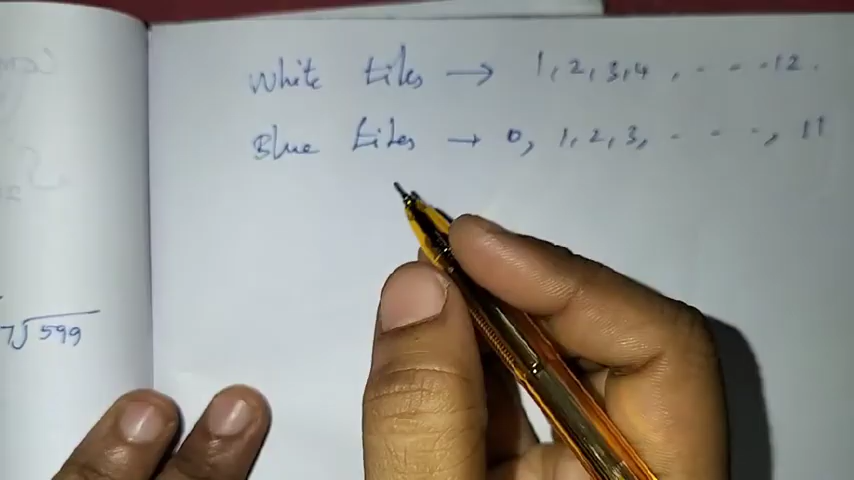 White tiles → 1, 2, 3, 4, - - - 12.
Blue tiles → 0, 1, 2, 3, - - -, 11
7√599